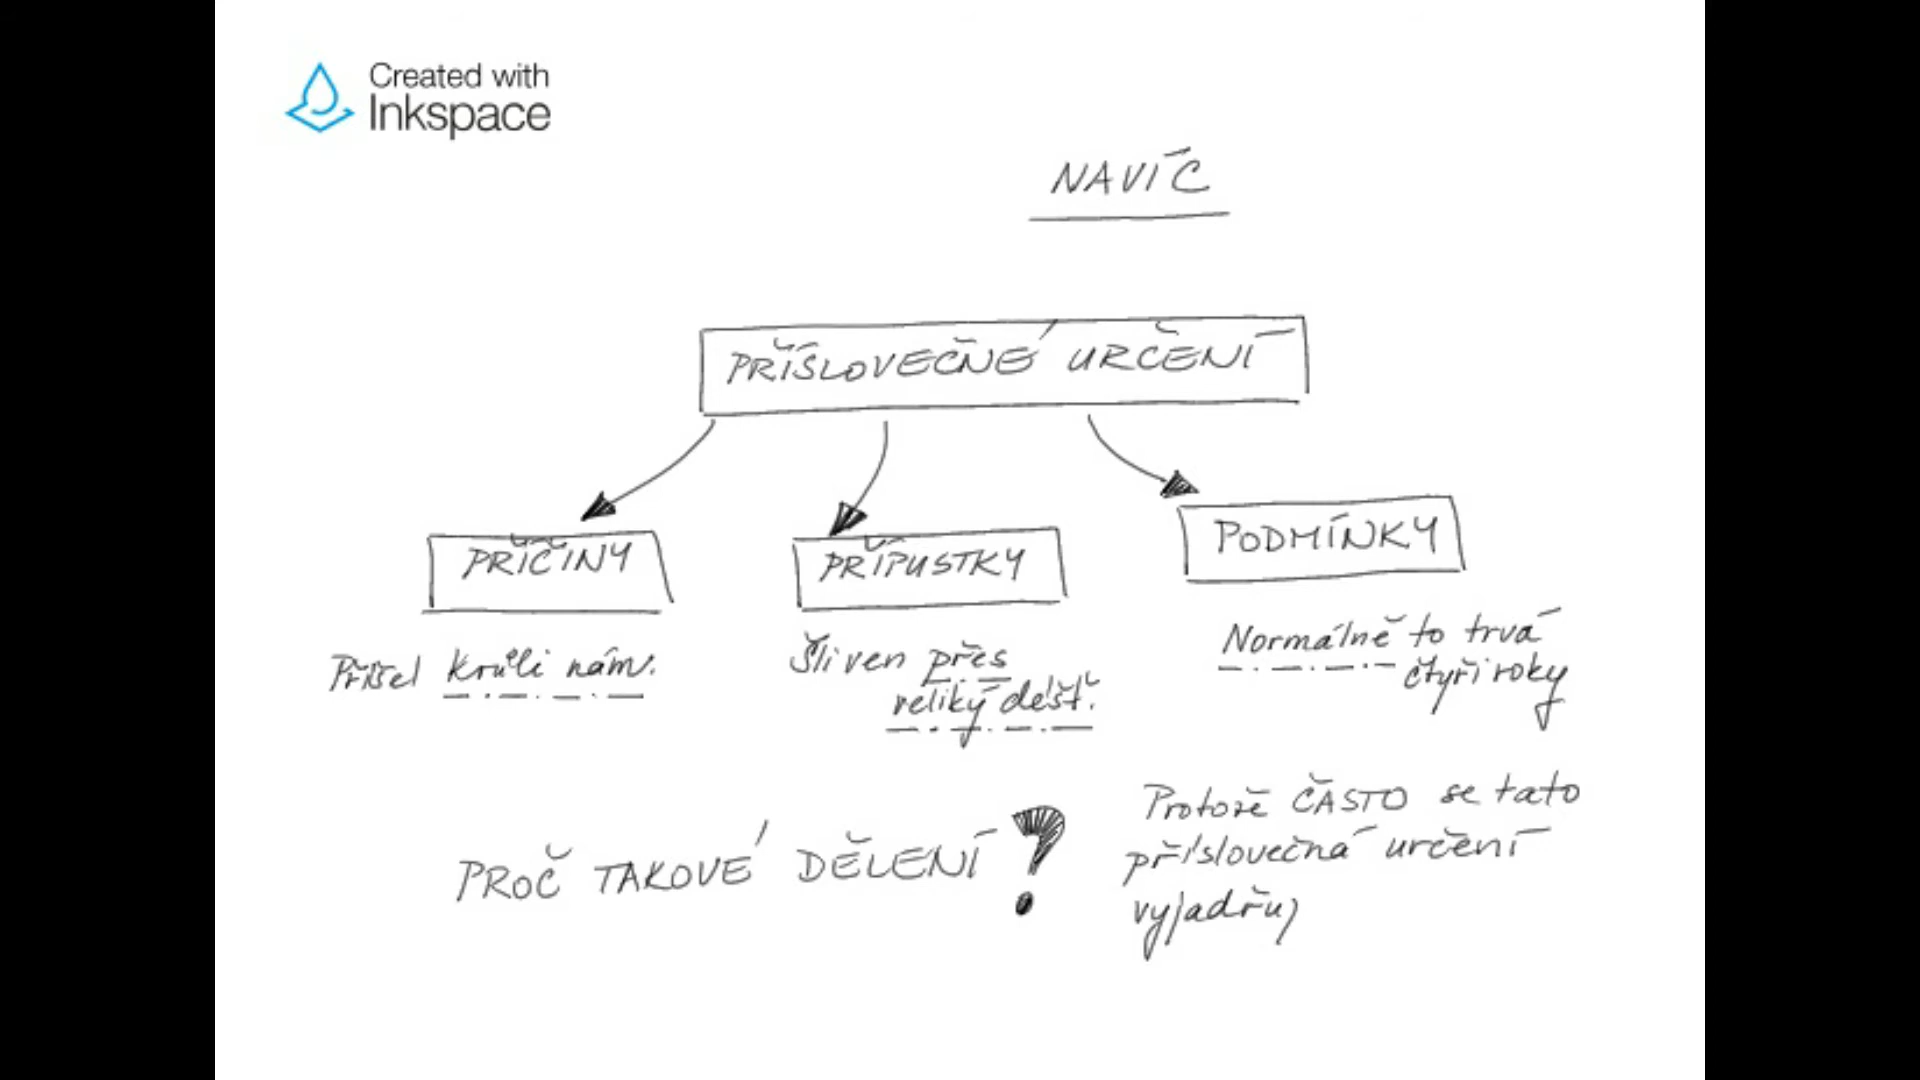 Created with
Inkspace
NAVÍC
PŘÍSLOVEČNÉ URČENÍ
PŘÍČINY
PŘÍPUSTKY
PODMÍNKY
Přišel kvůli nám.
Šli ven přes
veliký déšť.
Normálně to trvá
čtyři roky
PROČ TAKOVÉ DĚLENÍ?
Protože ČASTO se tato
příslovečná určení
vyjadřuj